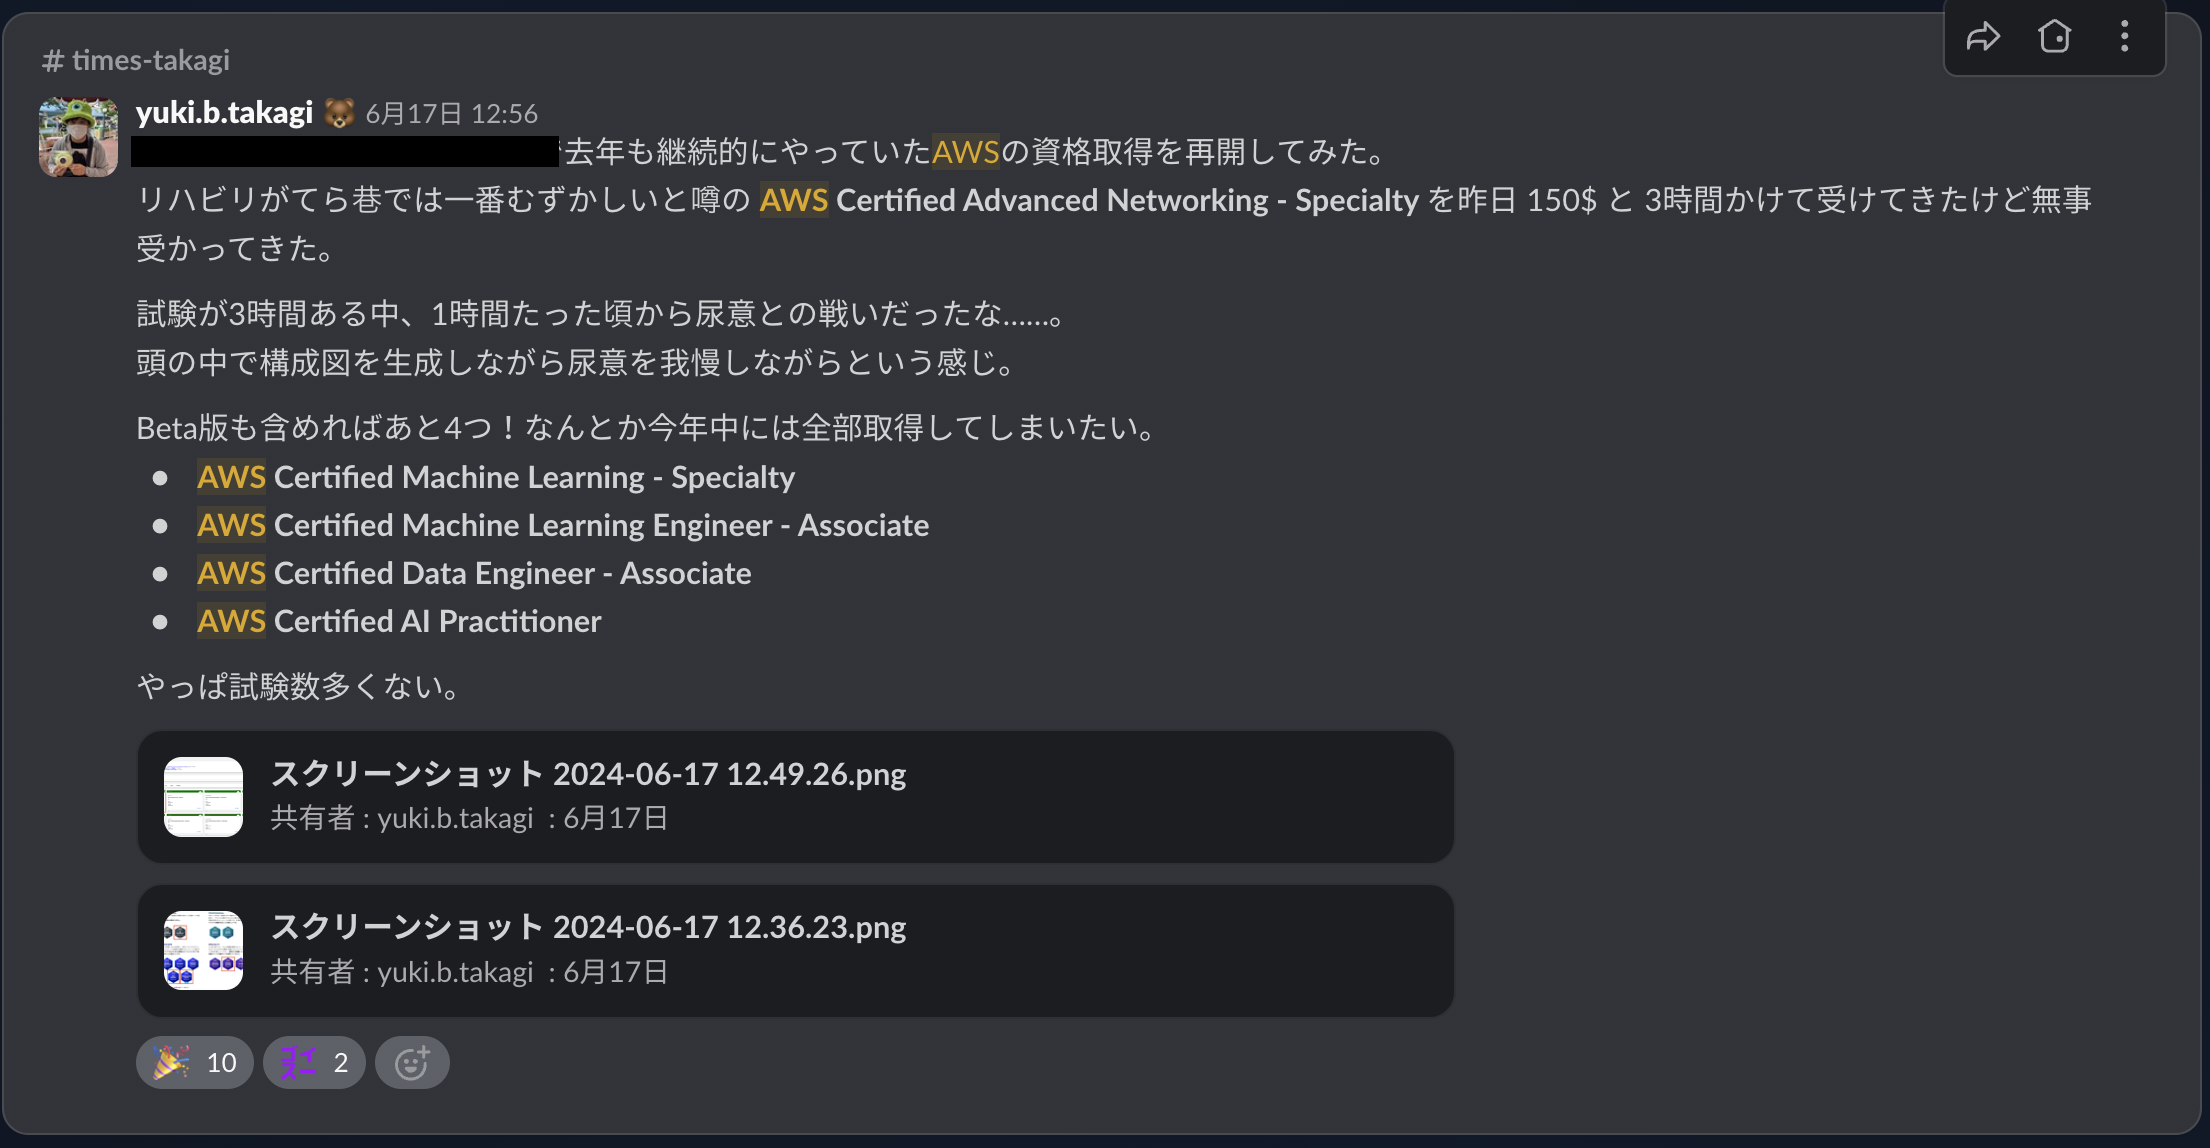 # times-takagi
yuki.b.takagi 6月17日 12:56
去年も継続的にやっていたAWSの資格取得を再開してみた。
リハビリがてら巷では一番むずかしいと噂の AWS Certified Advanced Networking - Specialty を昨日 150$ と 3時間かけて受けてきたけど無事
受かってきた。
試験が3時間ある中、1時間たった頃から尿意との戦いだったな......。
頭の中で構成図を生成しながら尿意を我慢しながらという感じ。
Beta版も含めればあと4つ！なんとか今年中には全部取得してしまいたい。
● AWS Certified Machine Learning - Specialty
● AWS Certified Machine Learning Engineer - Associate
● AWS Certified Data Engineer - Associate
● AWS Certified AI Practitioner
やっぱ試験数多くない。
スクリーンショット 2024-06-17 12.49.26.png
共有者 : yuki.b.takagi : 6月17日
スクリーンショット 2024-06-17 12.36.23.png
共有者 : yuki.b.takagi : 6月17日
10 2